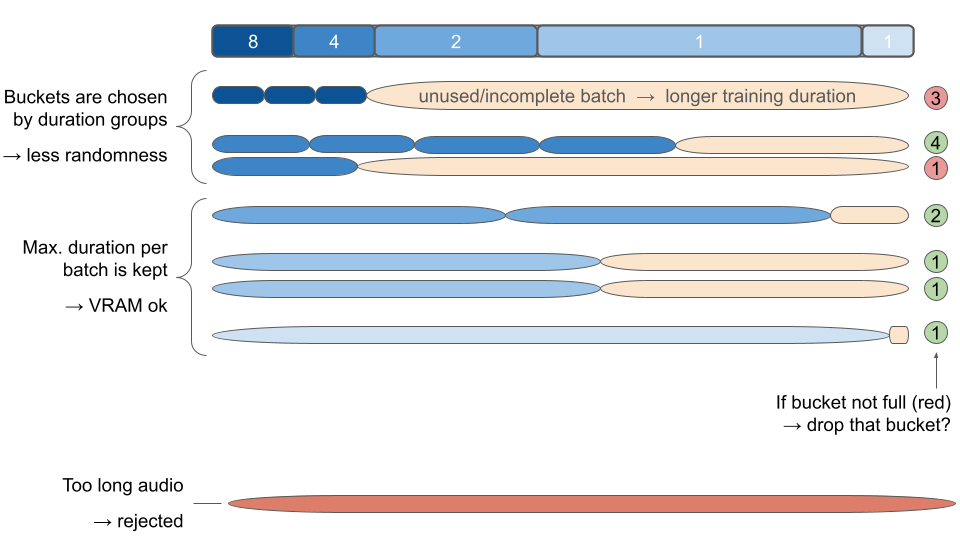 8 4 2 1 1
Buckets are chosen
by duration groups
→ less randomness
unused/incomplete batch → longer training duration
3
4
1
2
Max. duration per
batch is kept
→ VRAM ok
1
1
1
If bucket not full (red)
→ drop that bucket?
Too long audio
→ rejected